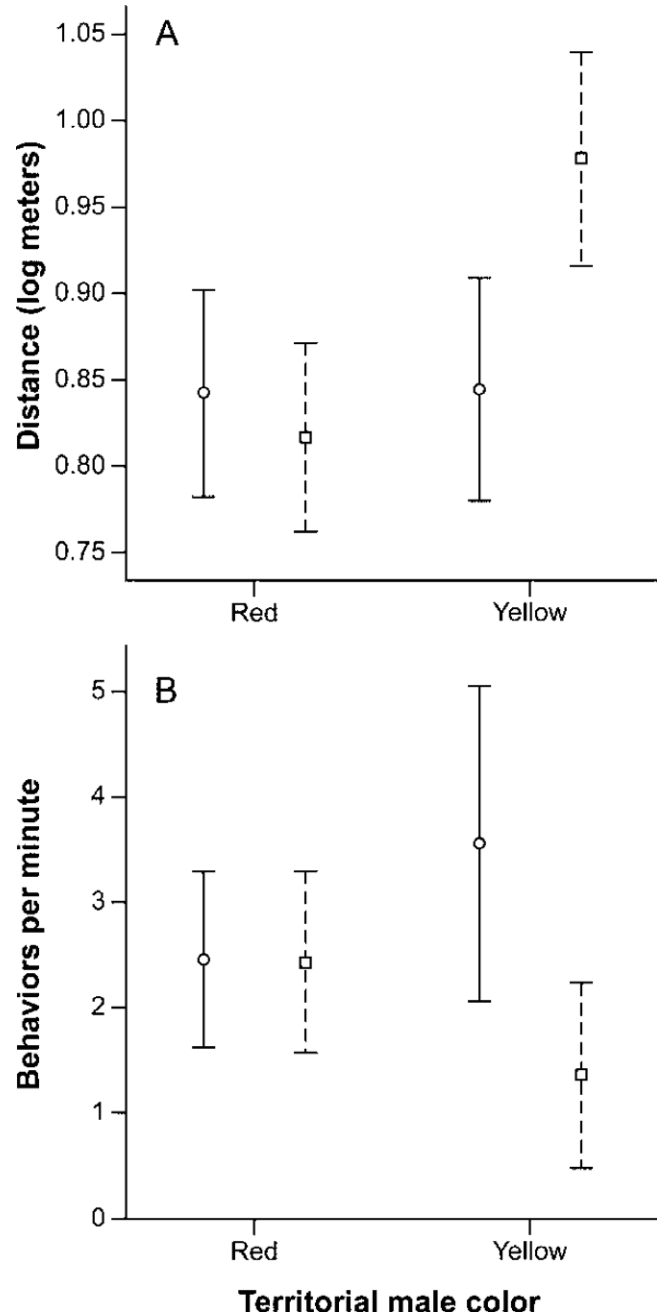 A
1.05
1.00
0.95
0.90
0.85
0.80
0.75
Distance (log meters)
Red Yellow
B
5
4
3
2
1
0
Behaviors per minute
Red Yellow
Territorial male color